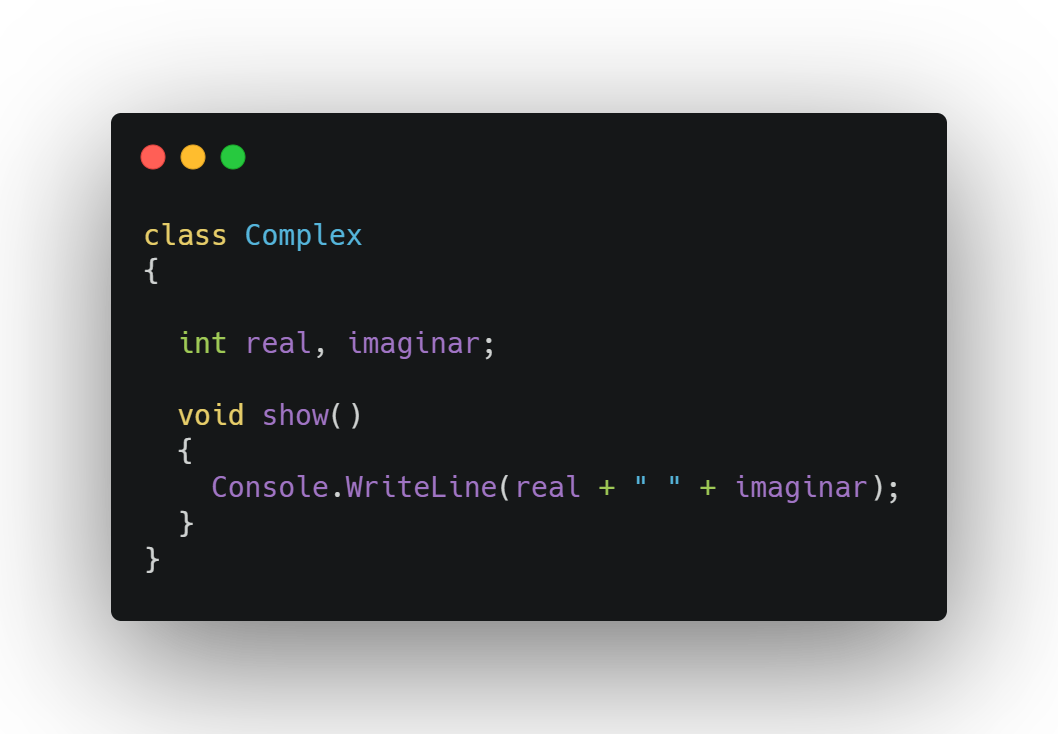 class Complex
{
  int real, imaginar;
  void show()
  {
    Console.WriteLine(real + " " + imaginar);
  }
}